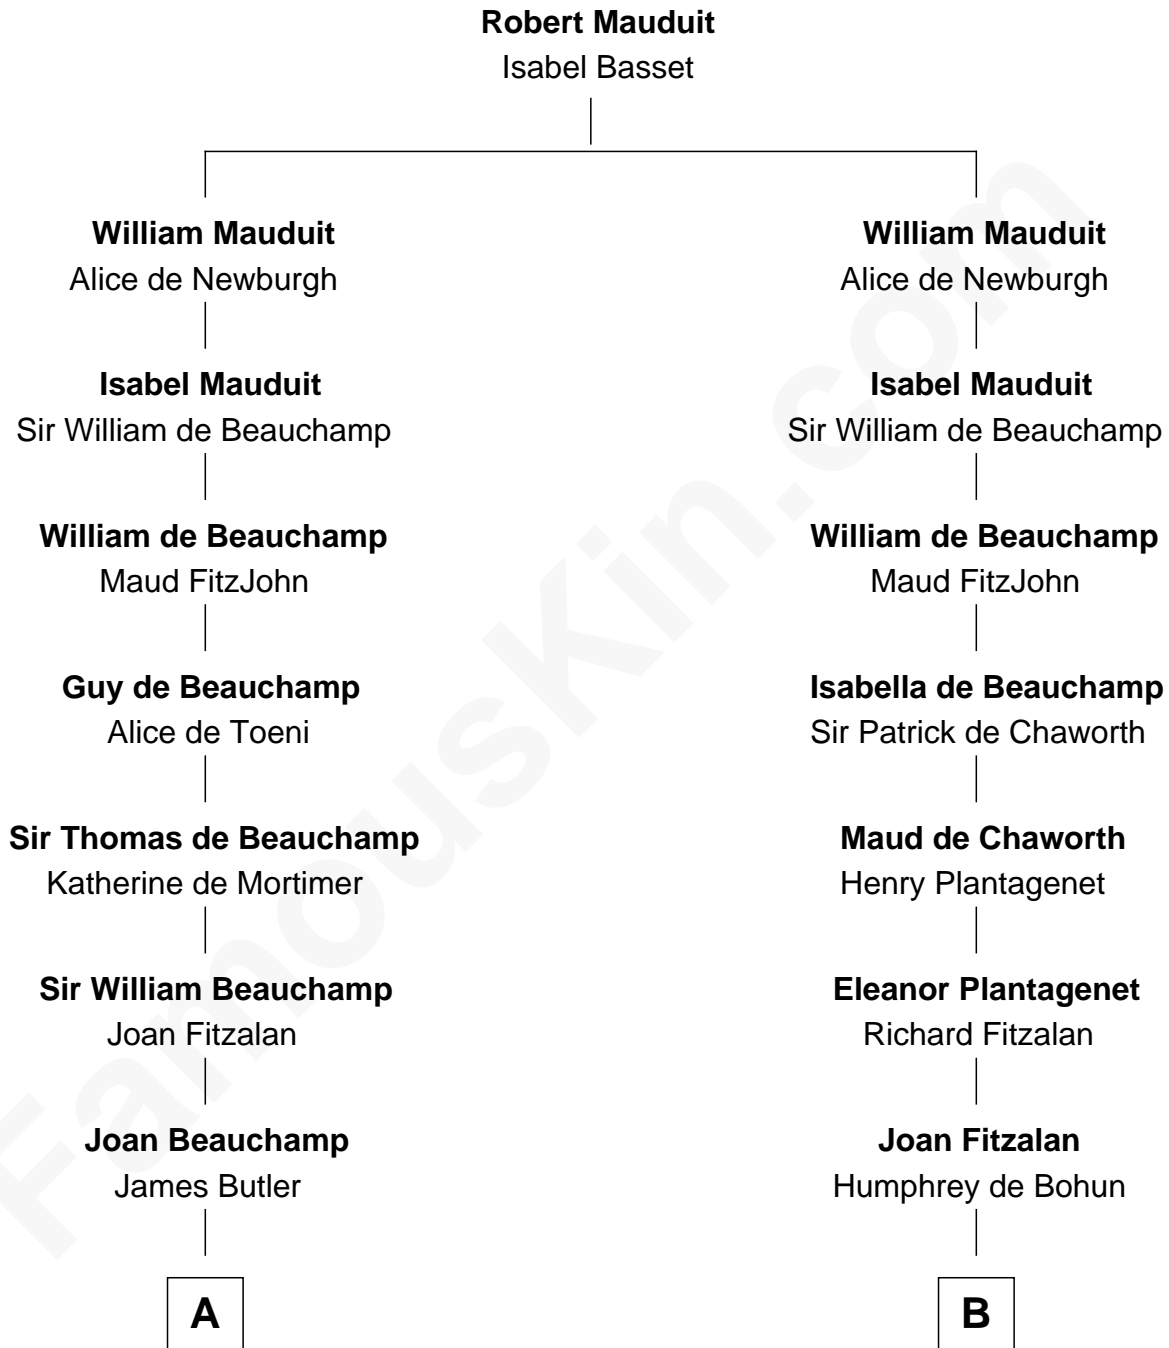 Robert Mauduit
Isabel Basset
William Mauduit
Alice de Newburgh
William Mauduit
Alice de Newburgh
Isabel Mauduit
Sir William de Beauchamp
Isabel Mauduit
Sir William de Beauchamp
William de Beauchamp
Maud FitzJohn
William de Beauchamp
Maud FitzJohn
Guy de Beauchamp
Alice de Toeni
Isabella de Beauchamp
Sir Patrick de Chaworth
Sir Thomas de Beauchamp
Katherine de Mortimer
Maud de Chaworth
Henry Plantagenet
Sir William Beauchamp
Joan Fitzalan
Eleanor Plantagenet
Richard Fitzalan
Joan Beauchamp
James Butler
Joan Fitzalan
Humphrey de Bohun
A
B
FamousKin.com